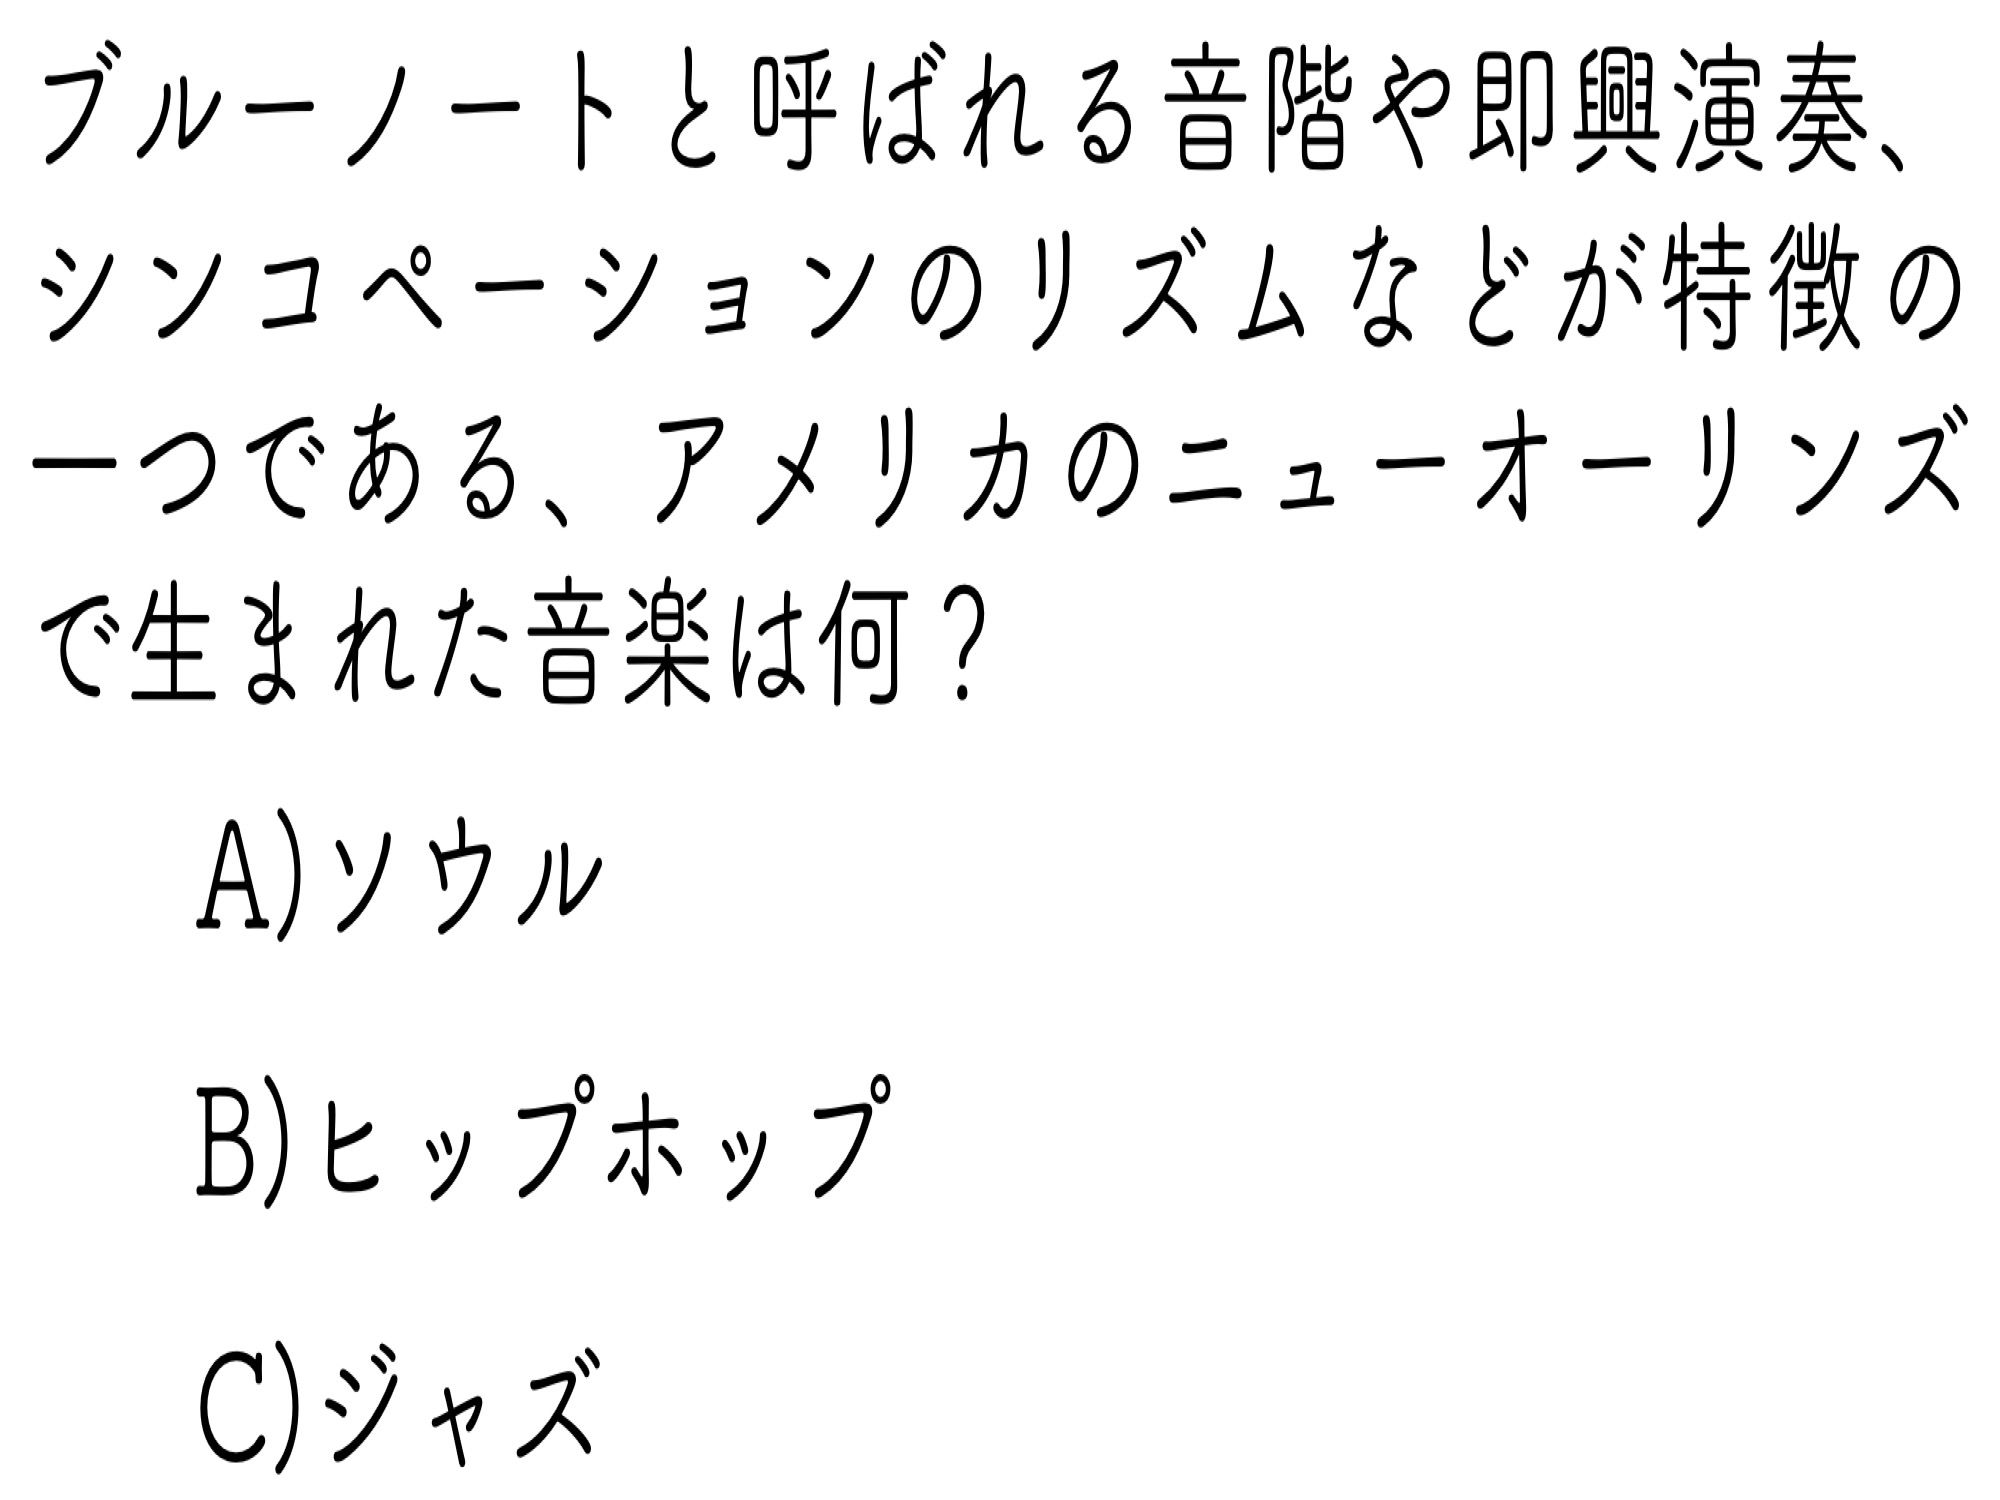 ブルーノートと呼ばれる音階や即興演奏、
シンコペーションのリズムなどが特徴の
一つである、アメリカのニューオーリンズ
で生まれた音楽は何？
A)ソウル
B)ヒップホップ
C)ジャズ